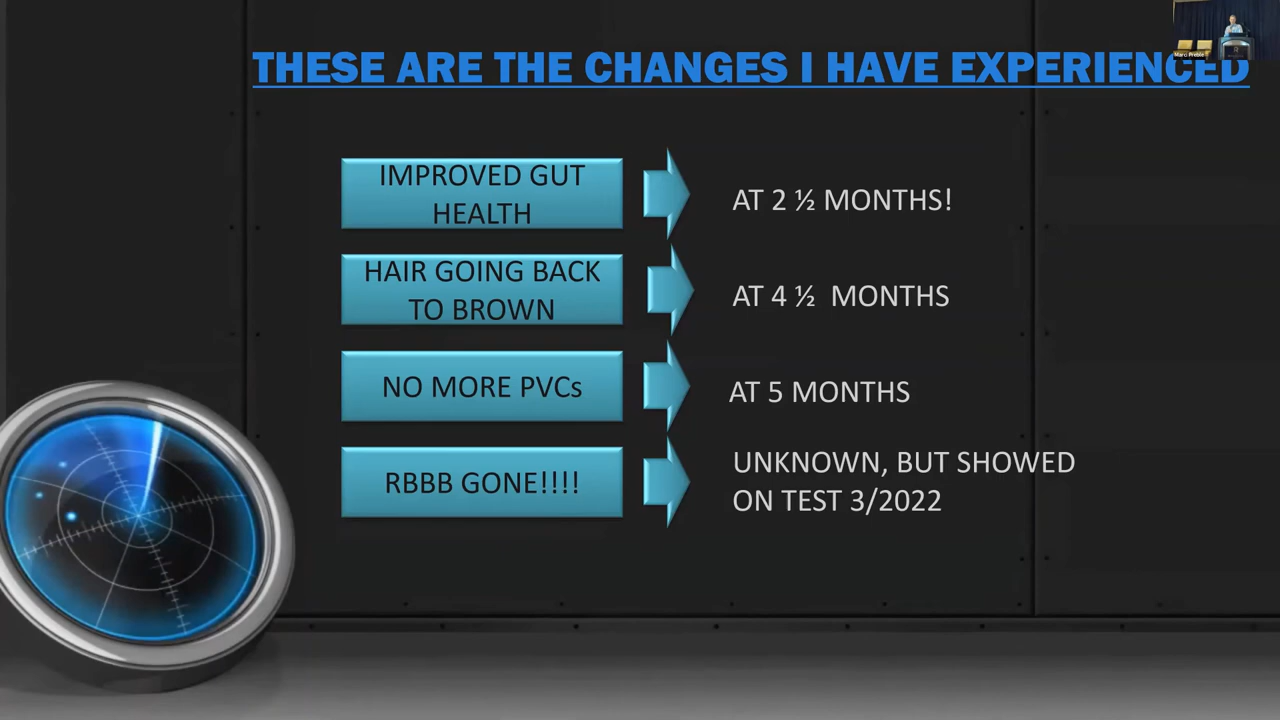 THESE ARE THE CHANGES I HAVE EXPERIENCED
IMPROVED GUT
HEALTH
AT 2 ½ MONTHS!
HAIR GOING BACK
TO BROWN
AT 4 ½ MONTHS
NO MORE PVCs
AT 5 MONTHS
RBBB GONE!!!!
UNKNOWN, BUT SHOWED
ON TEST 3/2022